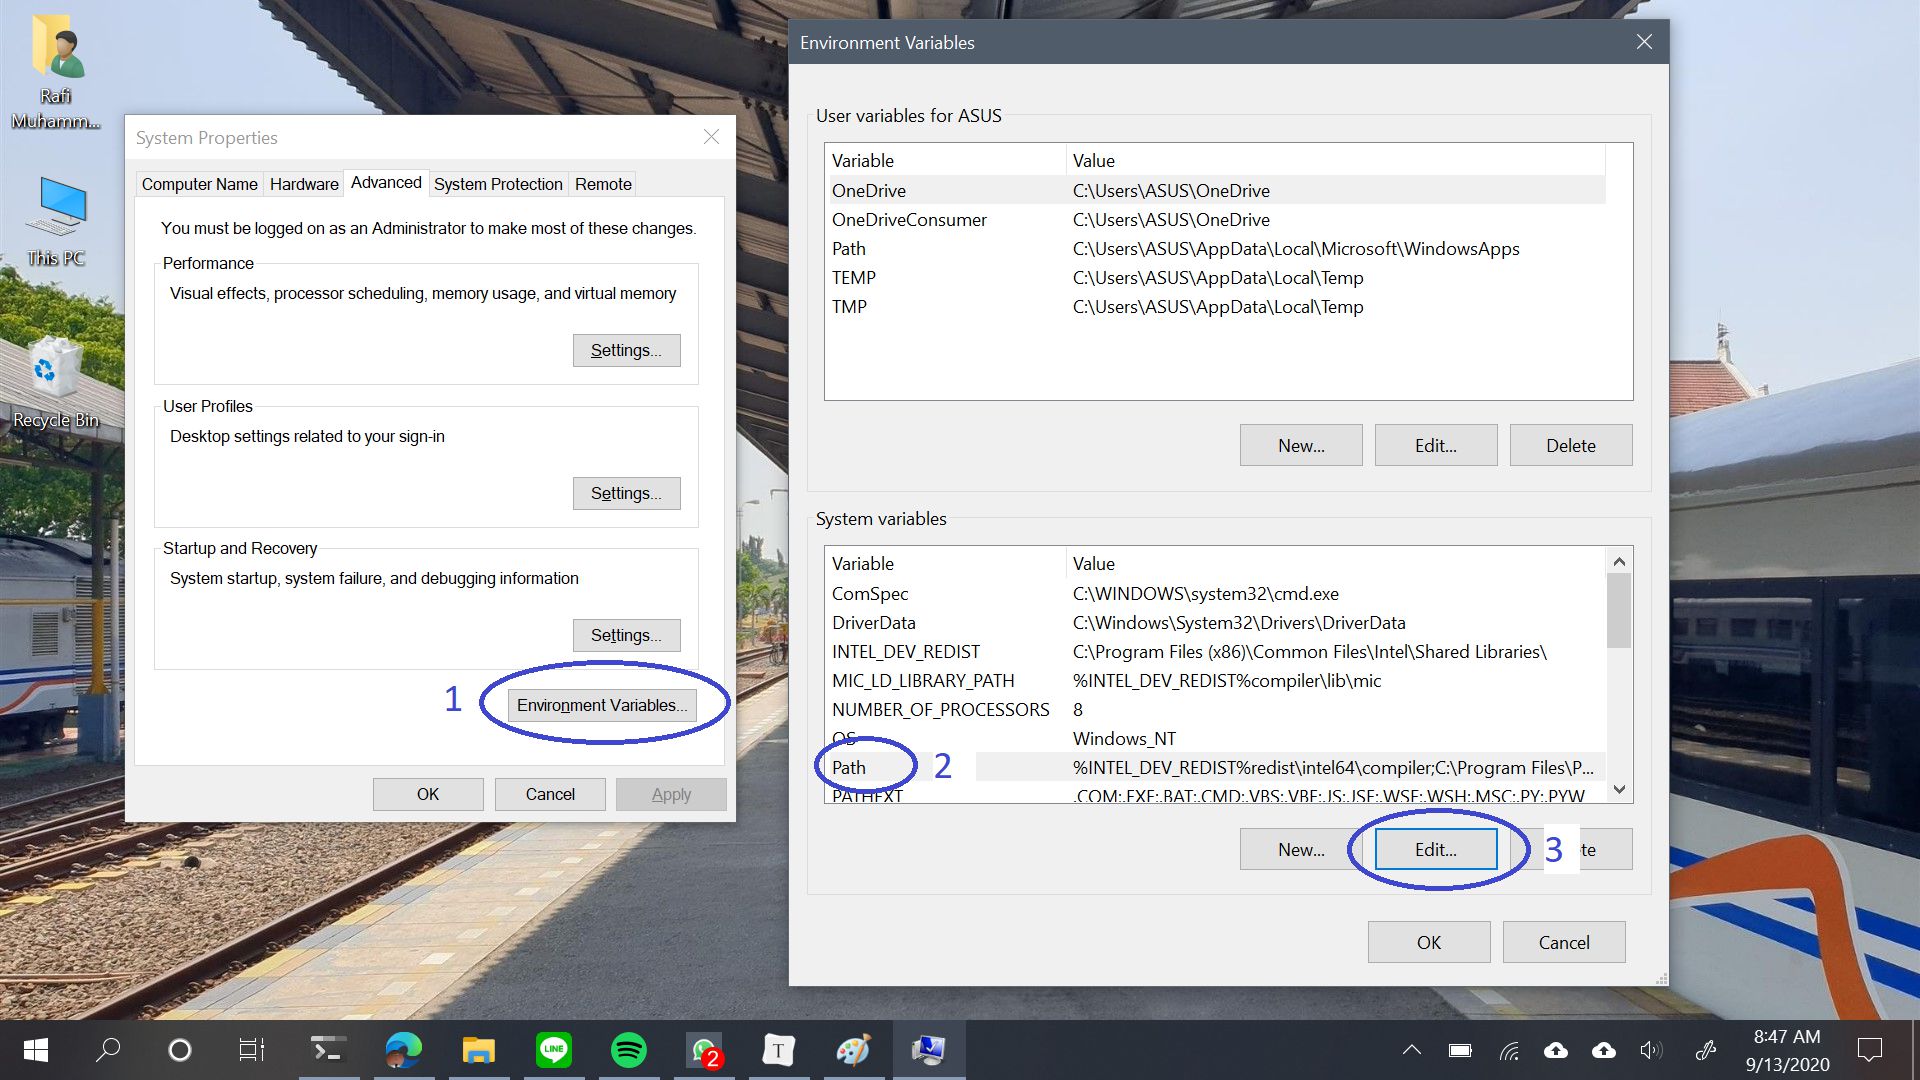 Rafi
Muhamm...
This PC
Recycle Bin
System Properties
Computer Name Hardware Advanced System Protection Remote
You must be logged on as an Administrator to make most of these changes.
Performance
Visual effects, processor scheduling, memory usage, and virtual memory
Settings...
User Profiles
Desktop settings related to your sign-in
Settings...
Startup and Recovery
System startup, system failure, and debugging information
Settings...
1 Environment Variables...
OK Cancel Apply
Environment Variables
User variables for ASUS
Variable Value
OneDrive C:\Users\ASUS\OneDrive
OneDriveConsumer C:\Users\ASUS\OneDrive
Path C:\Users\ASUS\AppData\Local\Microsoft\WindowsApps
TEMP C:\Users\ASUS\AppData\Local\Temp
TMP C:\Users\ASUS\AppData\Local\Temp
New... Edit... Delete
System variables
Variable Value
ComSpec C:\WINDOWS\system32\cmd.exe
DriverData C:\Windows\System32\Drivers\DriverData
INTEL_DEV_REDIST C:\Program Files (x86)\Common Files\Intel\Shared Libraries\
MIC_LD_LIBRARY_PATH %INTEL_DEV_REDIST%compiler\lib\mic
NUMBER_OF_PROCESSORS 8
OS Windows_NT
Path 2 %INTEL_DEV_REDIST%redist\intel64\compiler;C:\Program Files\P...
PATHEXT .COM;.EXE;.BAT;.CMD;.VBS;.VBE;.JS;.JSE;.WSF;.WSH;.MSC;.PY;.PYW
New... Edit... 3 te
OK Cancel
LINE
2
T
8:47 AM
9/13/2020